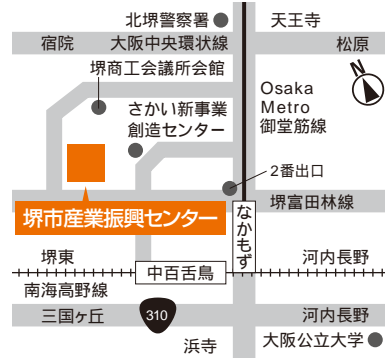 北堺警察署
天王寺
宿院
大阪中央環状線
松原
堺商工会議所会館
N
さかい新事業
創造センター
Osaka
Metro
御堂筋線
2番出口
堺市産業振興センター
なかもず
堺富田林線
堺東
中百舌鳥
河内長野
南海高野線
三国ヶ丘
310
河内長野
浜寺
大阪公立大学